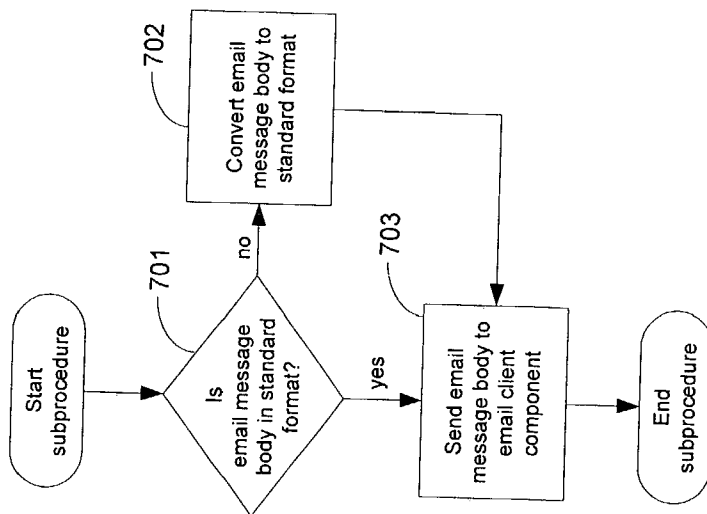 Start
subprocedure
701
Is
email message
body in standard
format?
no
702
Convert email
message body to
standard format
yes
703
Send email
message body to
email client
component
End
subprocedure